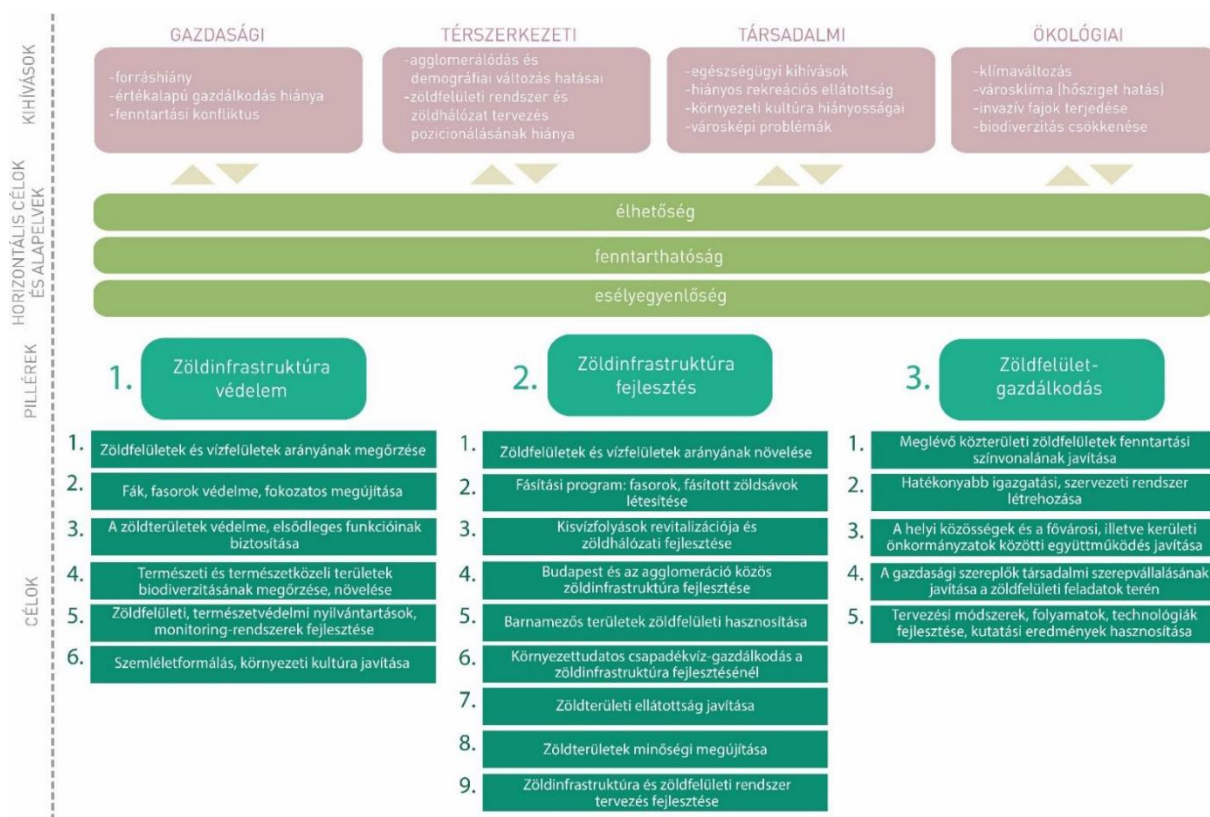 KIHÍVÁSOK
GAZDASÁGI
-forráshiány
-értékalapú gazdálkodás hiánya
-fenntartási konfliktus
TÉRSZERKEZETI
-agglomerálódás és
demográfiai változás hatásai
-zöldfelületi rendszer és
zöldhálózat tervezés
pozicionálásának hiánya
TÁRSADALMI
-egészségügyi kihívások
-hiányos rekreációs ellátottság
-környezeti kultúra hiányosságai
-városképi problémák
ÖKOLÓGIAI
-klímaváltozás
-városklíma (hősziget hatás)
-invazív fajok terjedése
-biodiverzitás csökkenése
HORIZONTÁLIS CÉLOK
ÉS ALAPELVEK
élhetőség
fenntarthatóság
esélyegyenlőség
PILLÉREK
1. Zöldinfrastruktúra
védelem
2. Zöldinfrastruktúra
fejlesztés
3. Zöldfelület-
gazdálkodás
CÉLOK
1. Zöldfelületek és vízfelületek arányának megőrzése
2. Fák, fasorok védelme, fokozatos megújítása
3. A zöldterületek védelme, elsődleges funkcióinak
biztosítása
4. Természeti és természetközeli területek
biodiverzitásának megőrzése, növelése
5. Zöldfelületi, természetvédelmi nyilvántartások,
monitoring-rendszerek fejlesztése
6. Szemléletformálás, környezeti kultúra javítása
1. Zöldfelületek és vízfelületek arányának növelése
2. Fásítási program: fasorok, fásított zöldsávok
létesítése
3. Kisvízfolyások revitalizációja és
zöldhálózati fejlesztése
4. Budapest és az agglomeráció közös
zöldinfrastruktúra fejlesztése
5. Barnamezős területek zöldfelületi hasznosítása
6. Környezettudatos csapadékvíz-gazdálkodás a
zöldinfrastruktúra fejlesztésénél
7. Zöldterületi ellátottság javítása
8. Zöldterületek minőségi megújítása
9. Zöldinfrastruktúra és zöldfelületi rendszer
tervezés fejlesztése
1. Meglévő közterületi zöldfelületek fenntartási
színvonalának javítása
2. Hatékonyabb igazgatási, szervezeti rendszer
létrehozása
3. A helyi közösségek és a fővárosi, illetve kerületi
önkormányzatok közötti együttműködés javítása
4. A gazdasági szereplők társadalmi szerepvállalásának
javítása a zöldfelületi feladatok terén
5. Tervezési módszerek, folyamatok, technológiák
fejlesztése, kutatási eredmények hasznosítása